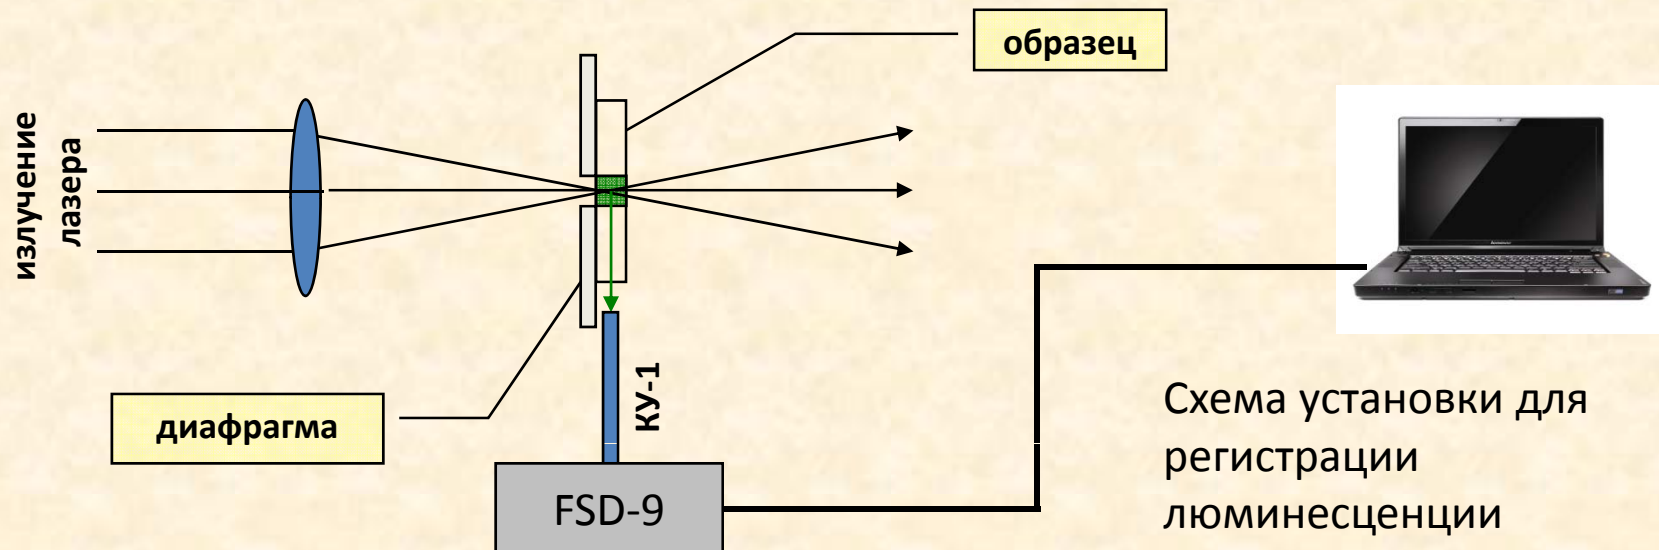 образец
излучение
лазера
диафрагма
КУ-1
FSD-9
Схема установки для
регистрации
люминесценции